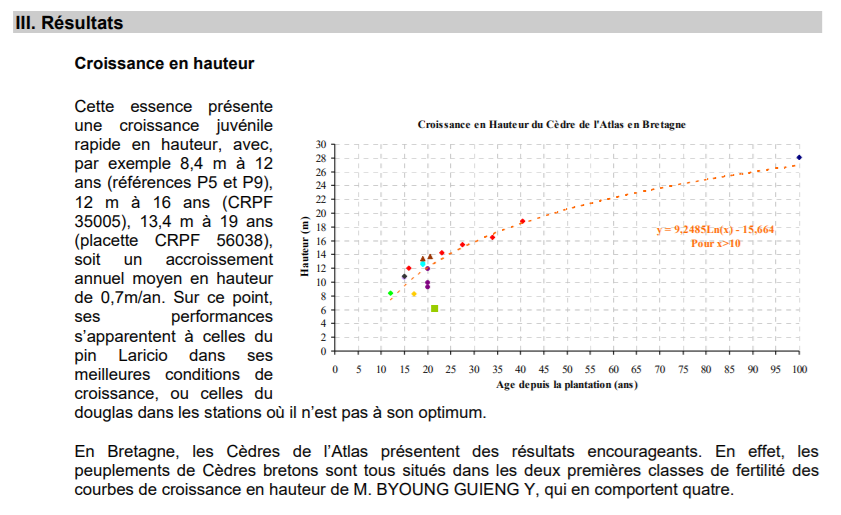 III. Résultats
Croissance en hauteur
Cette essence présente
une croissance juvénile
rapide en hauteur, avec,
par exemple 8,4 m à 12
ans (références P5 et P9),
12 m à 16 ans (CRPF
35005), 13,4 m à 19 ans
(placette CRPF 56038),
soit un accroissement
annuel moyen en hauteur
de 0,7m/an. Sur ce point,
ses performances
s'apparentent à celles du
pin Laricio dans ses
meilleures conditions de
croissance, ou celles du
douglas dans les stations où il n'est pas à son optimum.
Croissance en Hauteur du Cèdre de l'Atlas en Bretagne
Hauteur (m)
30
28
26
24
22
20
18
16
14
12
10
8
6
4
2
0
y = 9,2485Ln(x) - 15,664
Pour x>10
0 5 10 15 20 25 30 35 40 45 50 55 60 65 70 75 80 85 90 95 100
Age depuis la plantation (ans)
En Bretagne, les Cèdres de l'Atlas présentent des résultats encourageants. En effet, les
peuplements de Cèdres bretons sont tous situés dans les deux premières classes de fertilité des
courbes de croissance en hauteur de M. BYOUNG GUIENG Y, qui en comportent quatre.